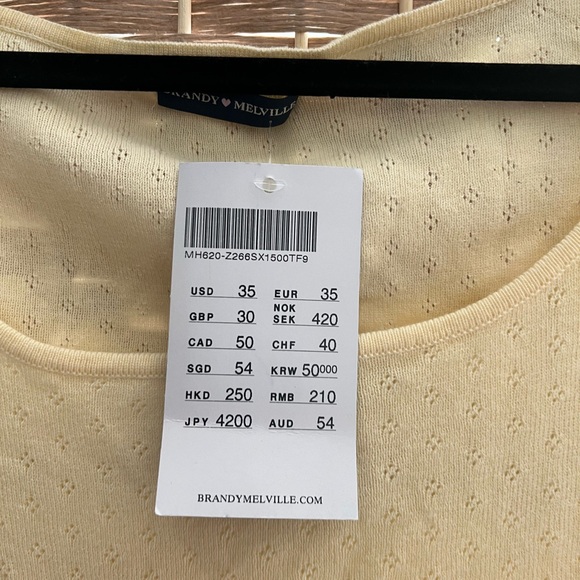 BRANDY♥MELVILLE
MH620-Z266SX1500TF9
USD 35 EUR 35
GBP 30 NOK SEK 420
CAD 50 CHF 40
SGD 54 KRW 50000
HKD 250 RMB 210
JPY 4200 AUD 54
BRANDYMELVILLE.COM